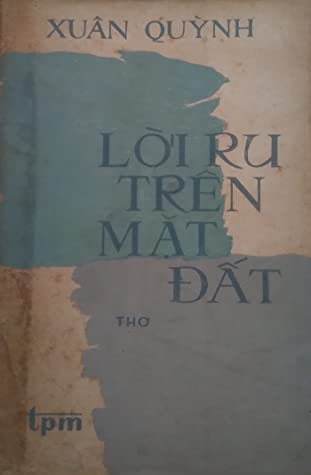 XUÂN QUỲNH
LỜI RU
TRÊN
MẶT
ĐẤT
THƠ
tpm